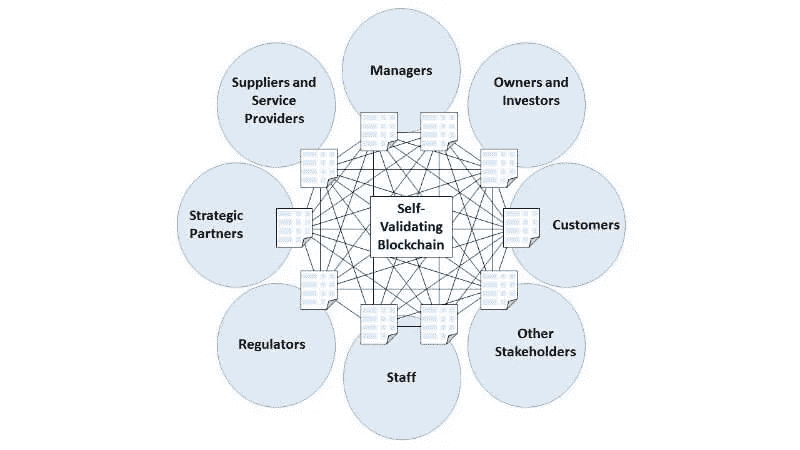 Managers
Suppliers and
Service
Providers
Owners and
Investors
Strategic
Partners
Self-
Validating
Blockchain
Customers
Regulators
Other
Stakeholders
Staff